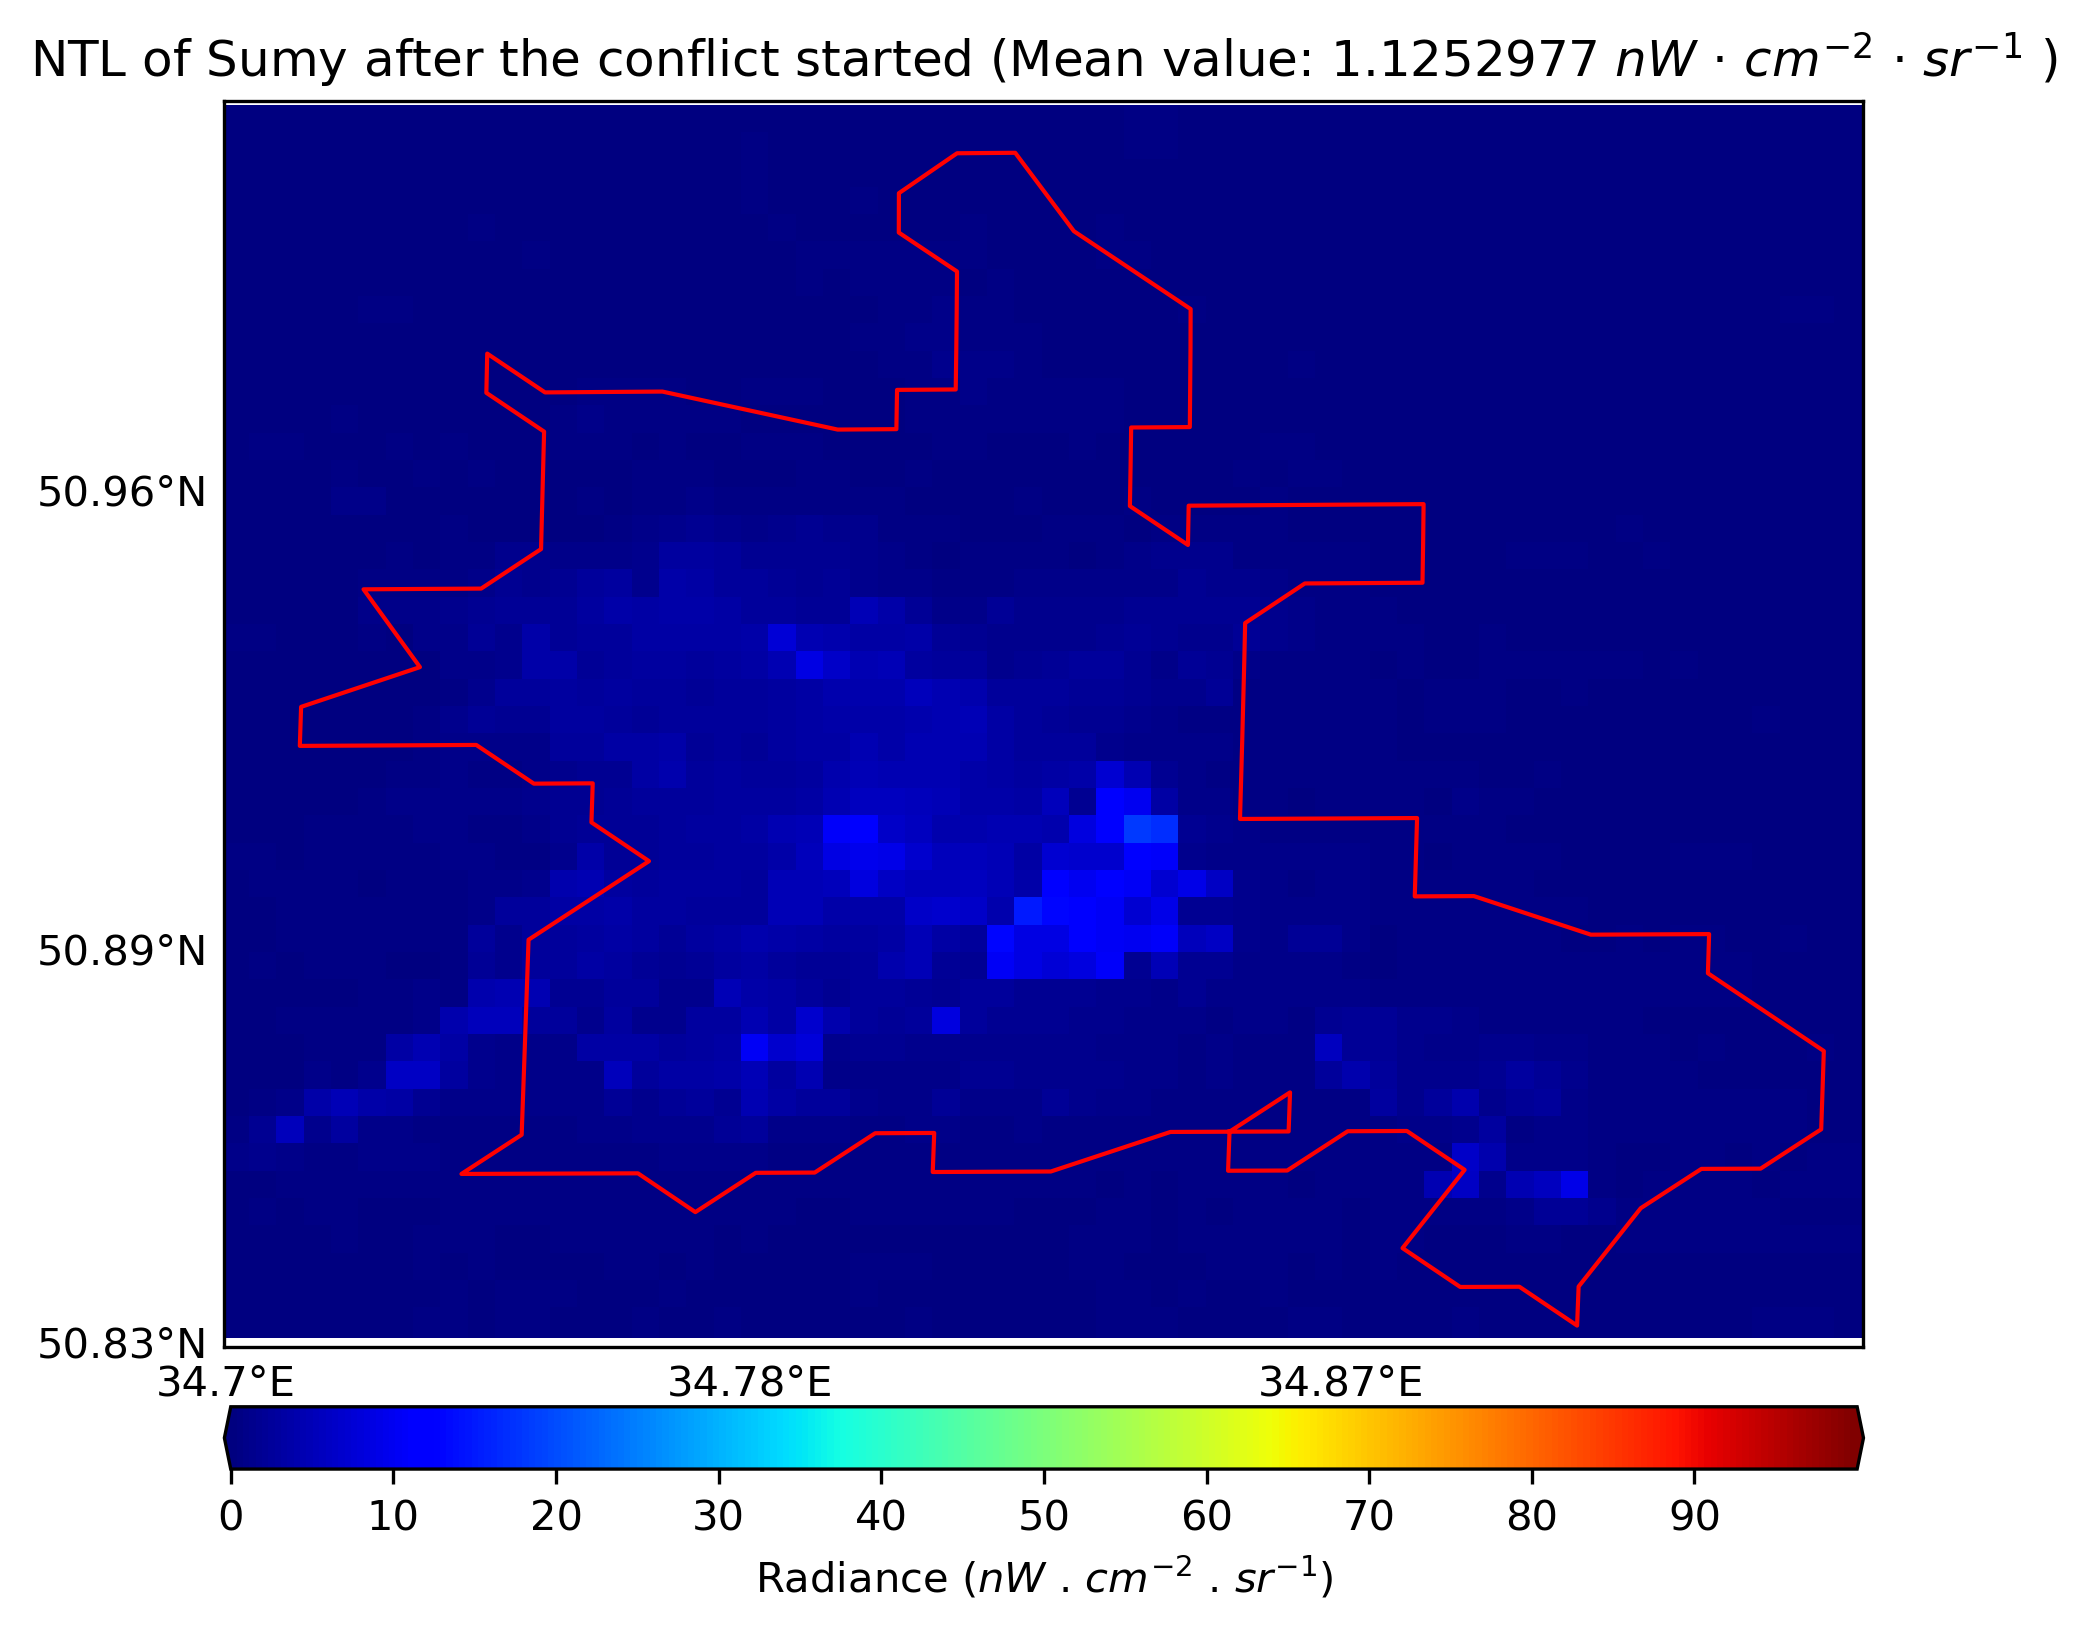 NTL of Sumy after the conflict started (Mean value: 1.1252977 nW · cm⁻² · sr⁻¹ )
50.96°N
50.89°N
50.83°N
34.7°E 34.78°E 34.87°E
0 10 20 30 40 50 60 70 80 90
Radiance (nW . cm⁻² . sr⁻¹)